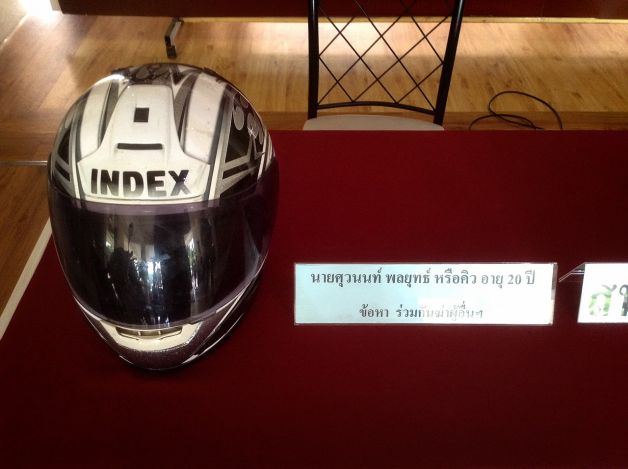 INDEX
นายศุวนนท์ พลยุทธ์ หรือคิว อายุ 20 ปี
ข้อหา ร่วมกันฆ่าผู้อื่นฯ